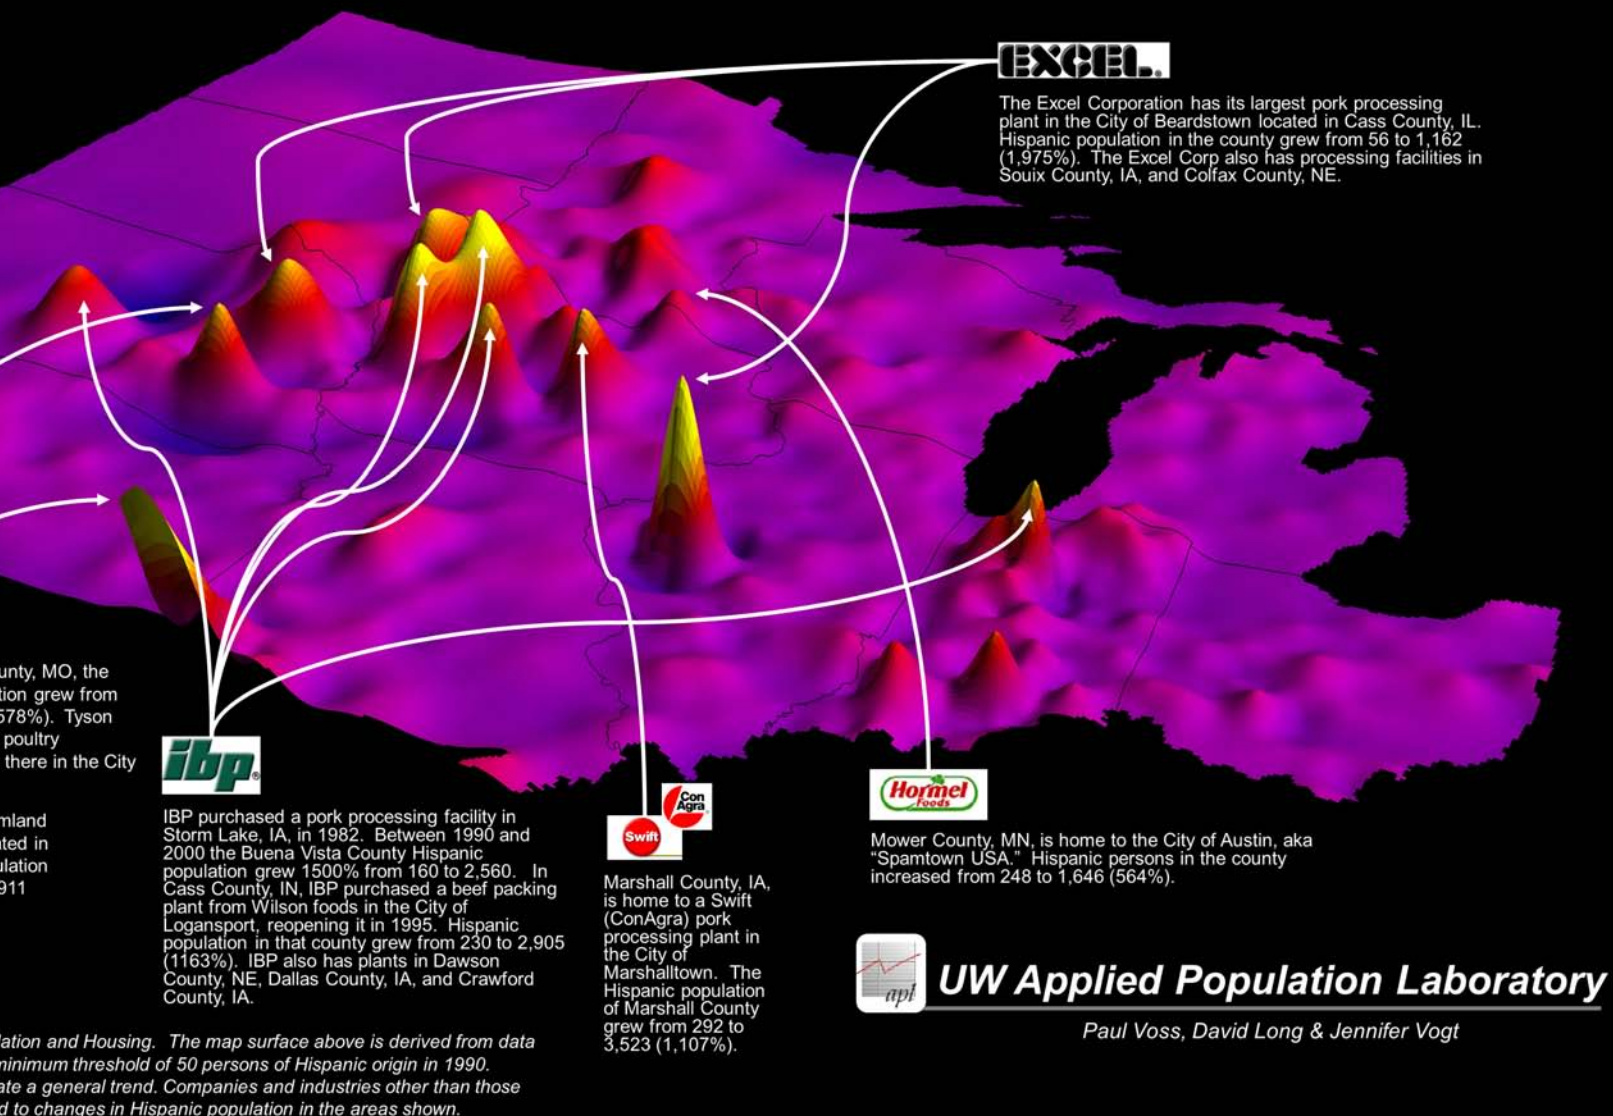 EXCEL®
The Excel Corporation has its largest pork processing
plant in the City of Beardstown located in Cass County, IL.
Hispanic population in the county grew from 56 to 1,162
(1,975%). The Excel Corp also has processing facilities in
Souix County, IA, and Colfax County, NE.
unty, MO, the
tion grew from
578%). Tyson
poultry
there in the City
mland
ated in
ulation
911
ibp®
IBP purchased a pork processing facility in
Storm Lake, IA, in 1982. Between 1990 and
2000 the Buena Vista County Hispanic
population grew 1500% from 160 to 2,560. In
Cass County, IN, IBP purchased a beef packing
plant from Wilson foods in the City of
Logansport, reopening it in 1995. Hispanic
population in that county grew from 230 to 2,905
(1163%). IBP also has plants in Dawson
County, NE, Dallas County, IA, and Crawford
County, IA.
Con
Agra
Swift
Marshall County, IA,
is home to a Swift
(ConAgra) pork
processing plant in
the City of
Marshalltown. The
Hispanic population
of Marshall County
grew from 292 to
3,523 (1,107%).
Hormel
Foods
Mower County, MN, is home to the City of Austin, aka
“Spamtown USA.” Hispanic persons in the county
increased from 248 to 1,646 (564%).
apl
UW Applied Population Laboratory
Paul Voss, David Long & Jennifer Vogt
lation and Housing. The map surface above is derived from data
minimum threshold of 50 persons of Hispanic origin in 1990.
ate a general trend. Companies and industries other than those
d to changes in Hispanic population in the areas shown.